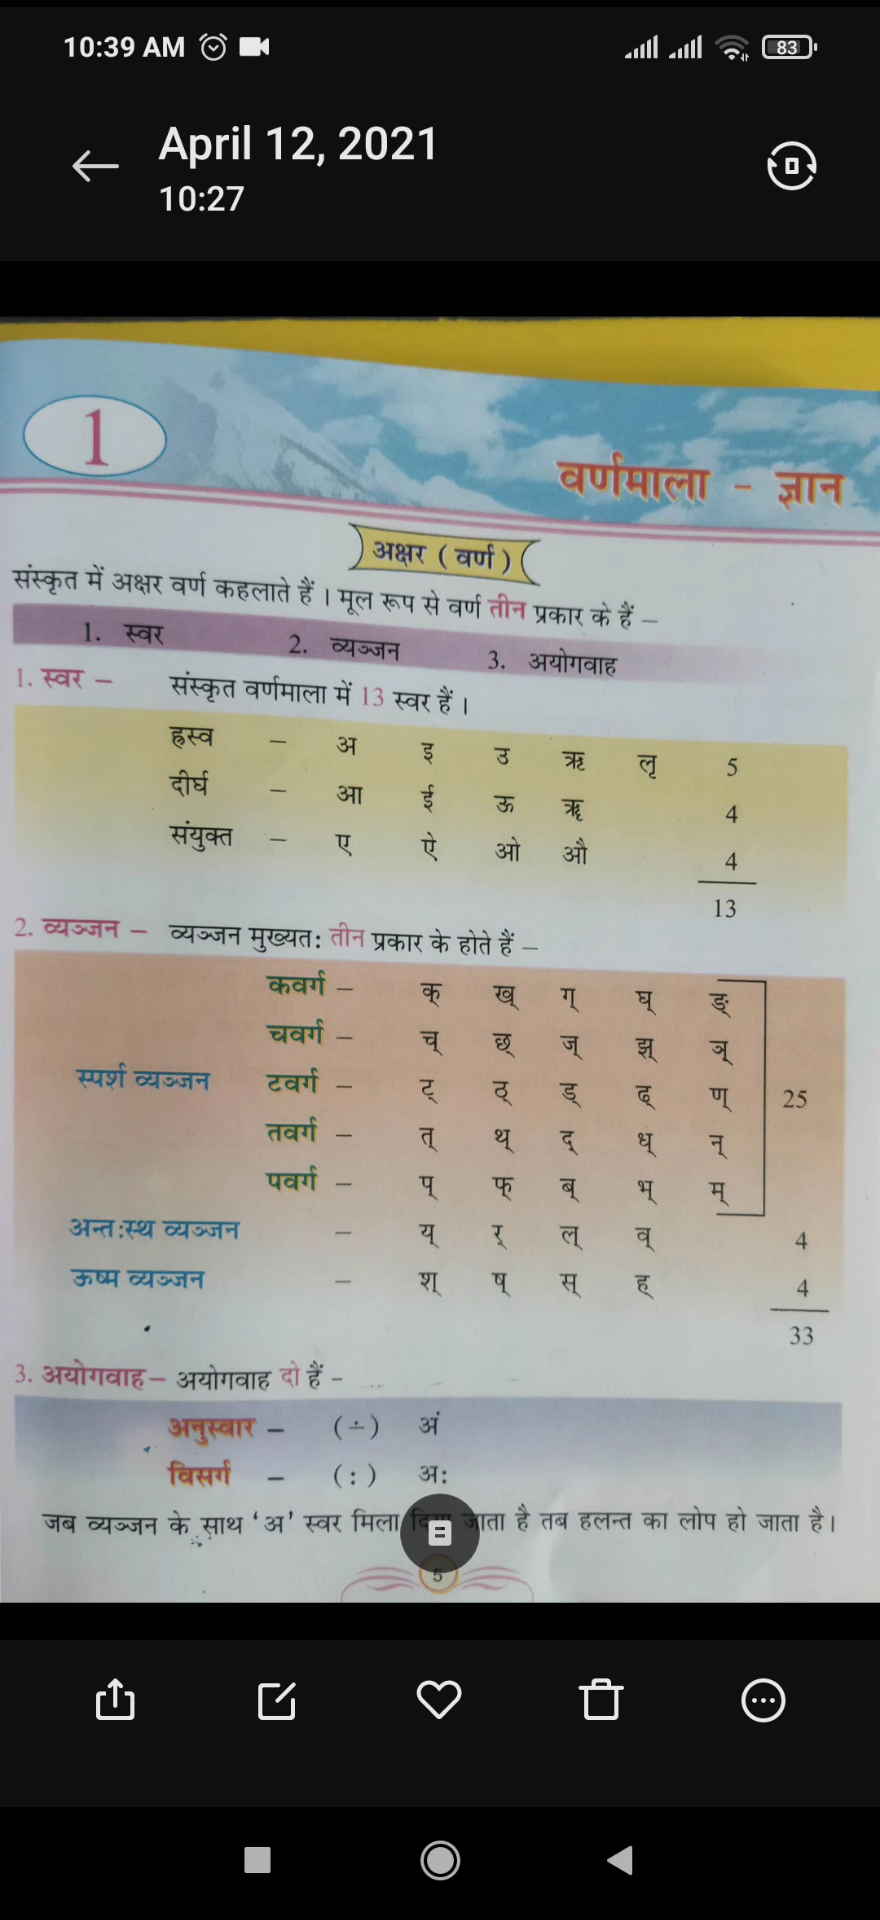 10:39 AM 83
April 12, 2021
10:27
1
वर्णमाला - ज्ञान
अक्षर ( वर्ण )
संस्कृत में अक्षर वर्ण कहलाते हैं । मूल रूप से वर्ण तीन प्रकार के हैं –
1. स्वर 2. व्यञ्जन 3. अयोगवाह
1. स्वर – संस्कृत वर्णमाला में 13 स्वर हैं ।
ह्रस्व – अ इ उ ऋ लृ 5
दीर्घ – आ ई ऊ ॠ 4
संयुक्त – ए ऐ ओ औ 4
13
2. व्यञ्जन – व्यञ्जन मुख्यत: तीन प्रकार के होते हैं –
कवर्ग – क् ख् ग् घ् ङ्
चवर्ग – च् छ् ज् झ् ञ्
स्पर्श व्यञ्जन टवर्ग – ट् ठ् ड् ढ् ण् 25
तवर्ग – त् थ् द् ध् न्
पवर्ग – प् फ् ब् भ् म्
अन्त:स्थ व्यञ्जन – य् र् ल् व् 4
ऊष्म व्यञ्जन – श् ष् स् ह् 4
33
3. अयोगवाह – अयोगवाह दो हैं -
अनुस्वार – (∸) अं
विसर्ग – (:) अ:
जब व्यञ्जन के साथ ‘अ’ स्वर मिला जाता है तब हलन्त का लोप हो जाता है।
5